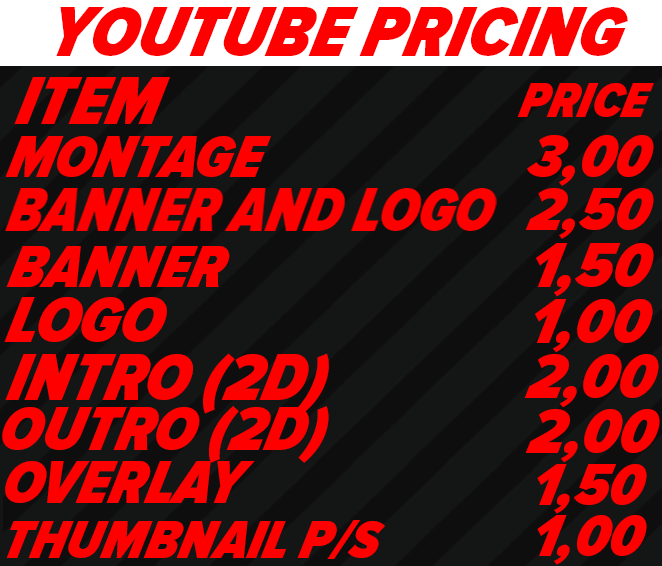 YOUTUBE PRICING
ITEM PRICE
MONTAGE 3,00
BANNER AND LOGO 2,50
BANNER 1,50
LOGO 1,00
INTRO (2D) 2,00
OUTRO (2D) 2,00
OVERLAY 1,50
THUMBNAIL P/S 1,00